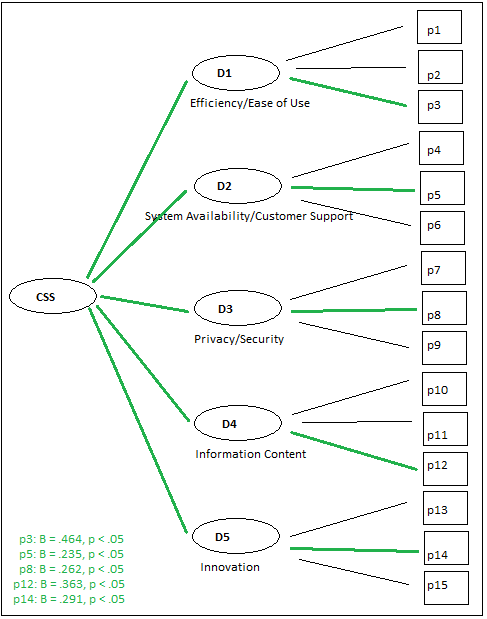 p1
D1
p2
Efficiency/Ease of Use
p3
p4
D2
p5
System Availability/Customer Support
p6
p7
CSS
D3
p8
Privacy/Security
p9
p10
D4
p11
Information Content
p12
p13
D5
p14
Innovation
p15
p3: B = .464, p < .05
p5: B = .235, p < .05
p8: B = .262, p < .05
p12: B = .363, p < .05
p14: B = .291, p < .05